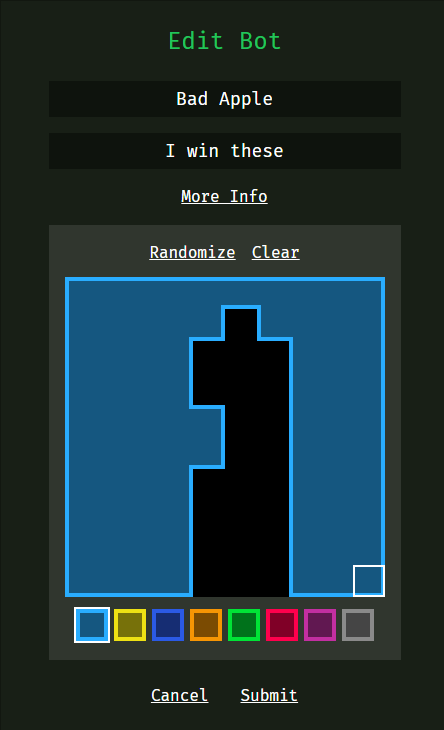 Edit Bot
Bad Apple
I win these
More Info
Randomize Clear
Cancel Submit